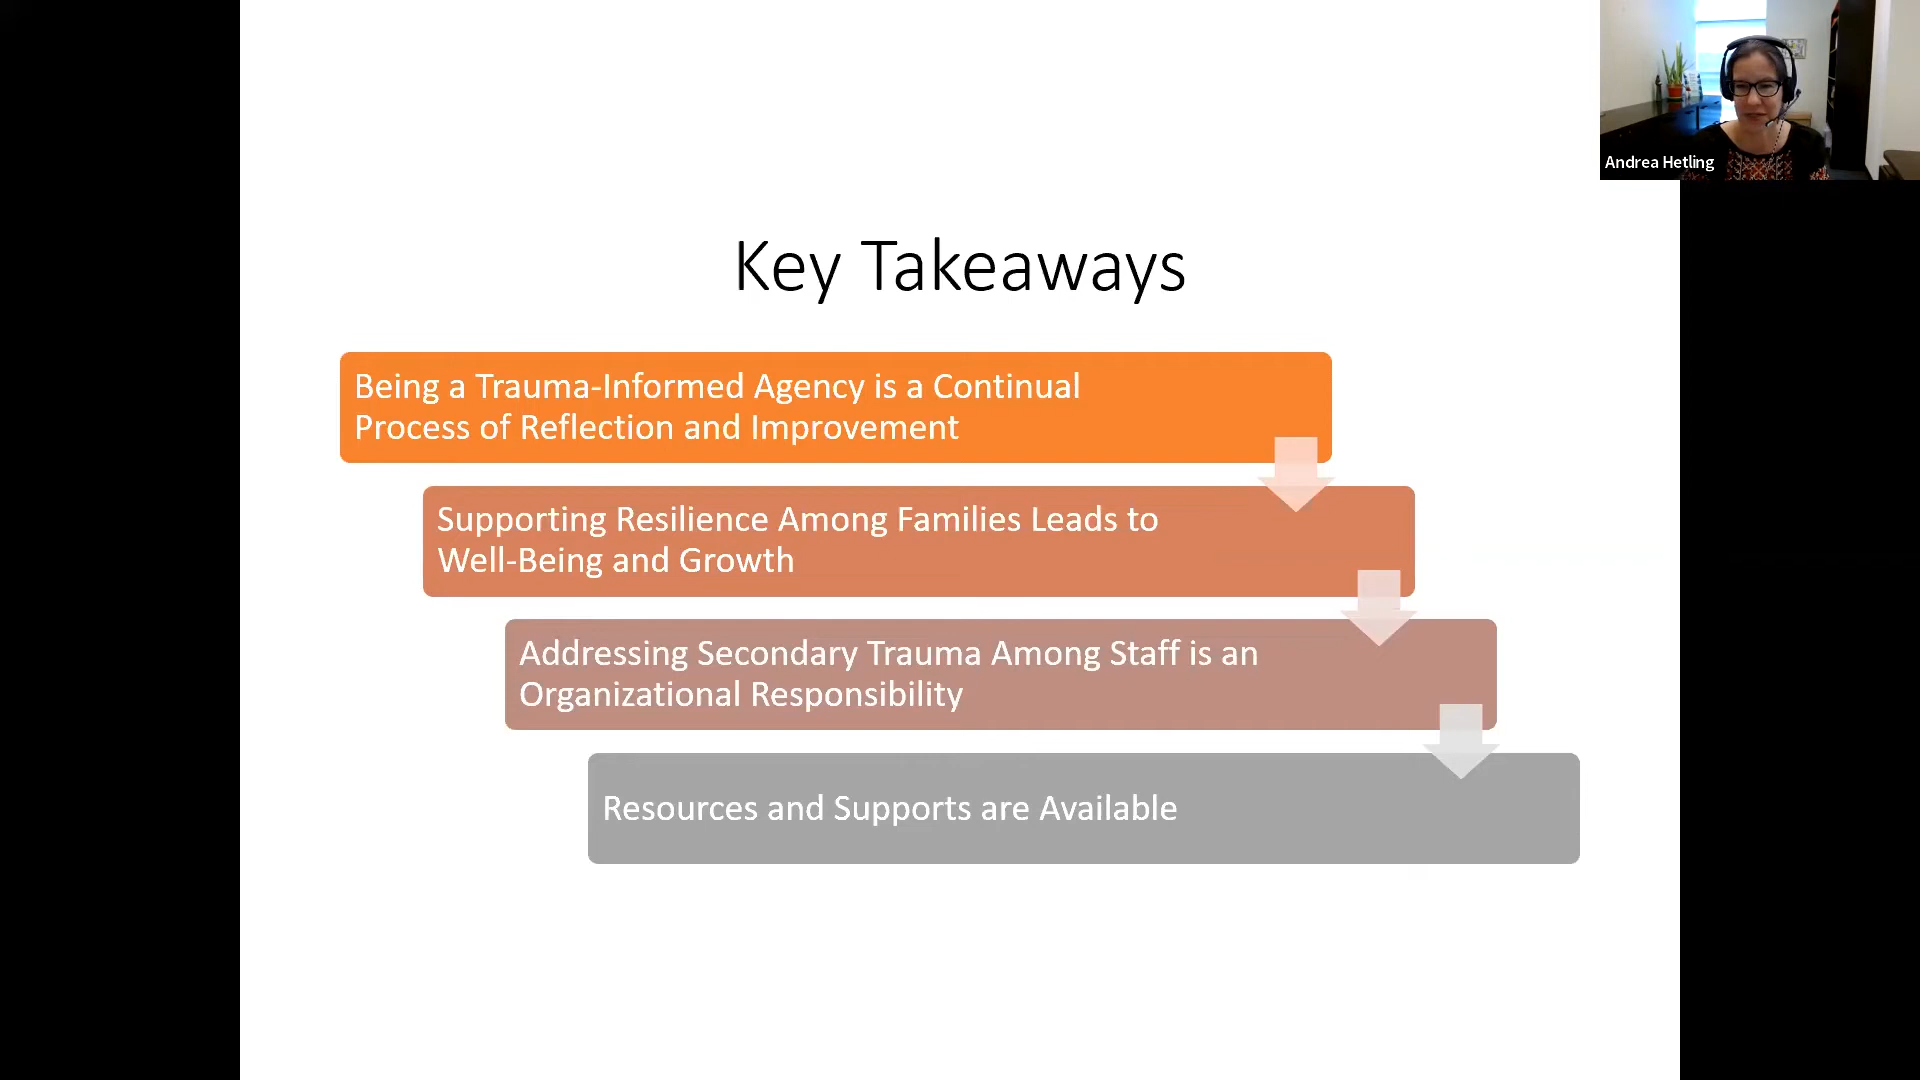 Andrea Hetling
Key Takeaways
Being a Trauma-Informed Agency is a Continual
Process of Reflection and Improvement
Supporting Resilience Among Families Leads to
Well-Being and Growth
Addressing Secondary Trauma Among Staff is an
Organizational Responsibility
Resources and Supports are Available